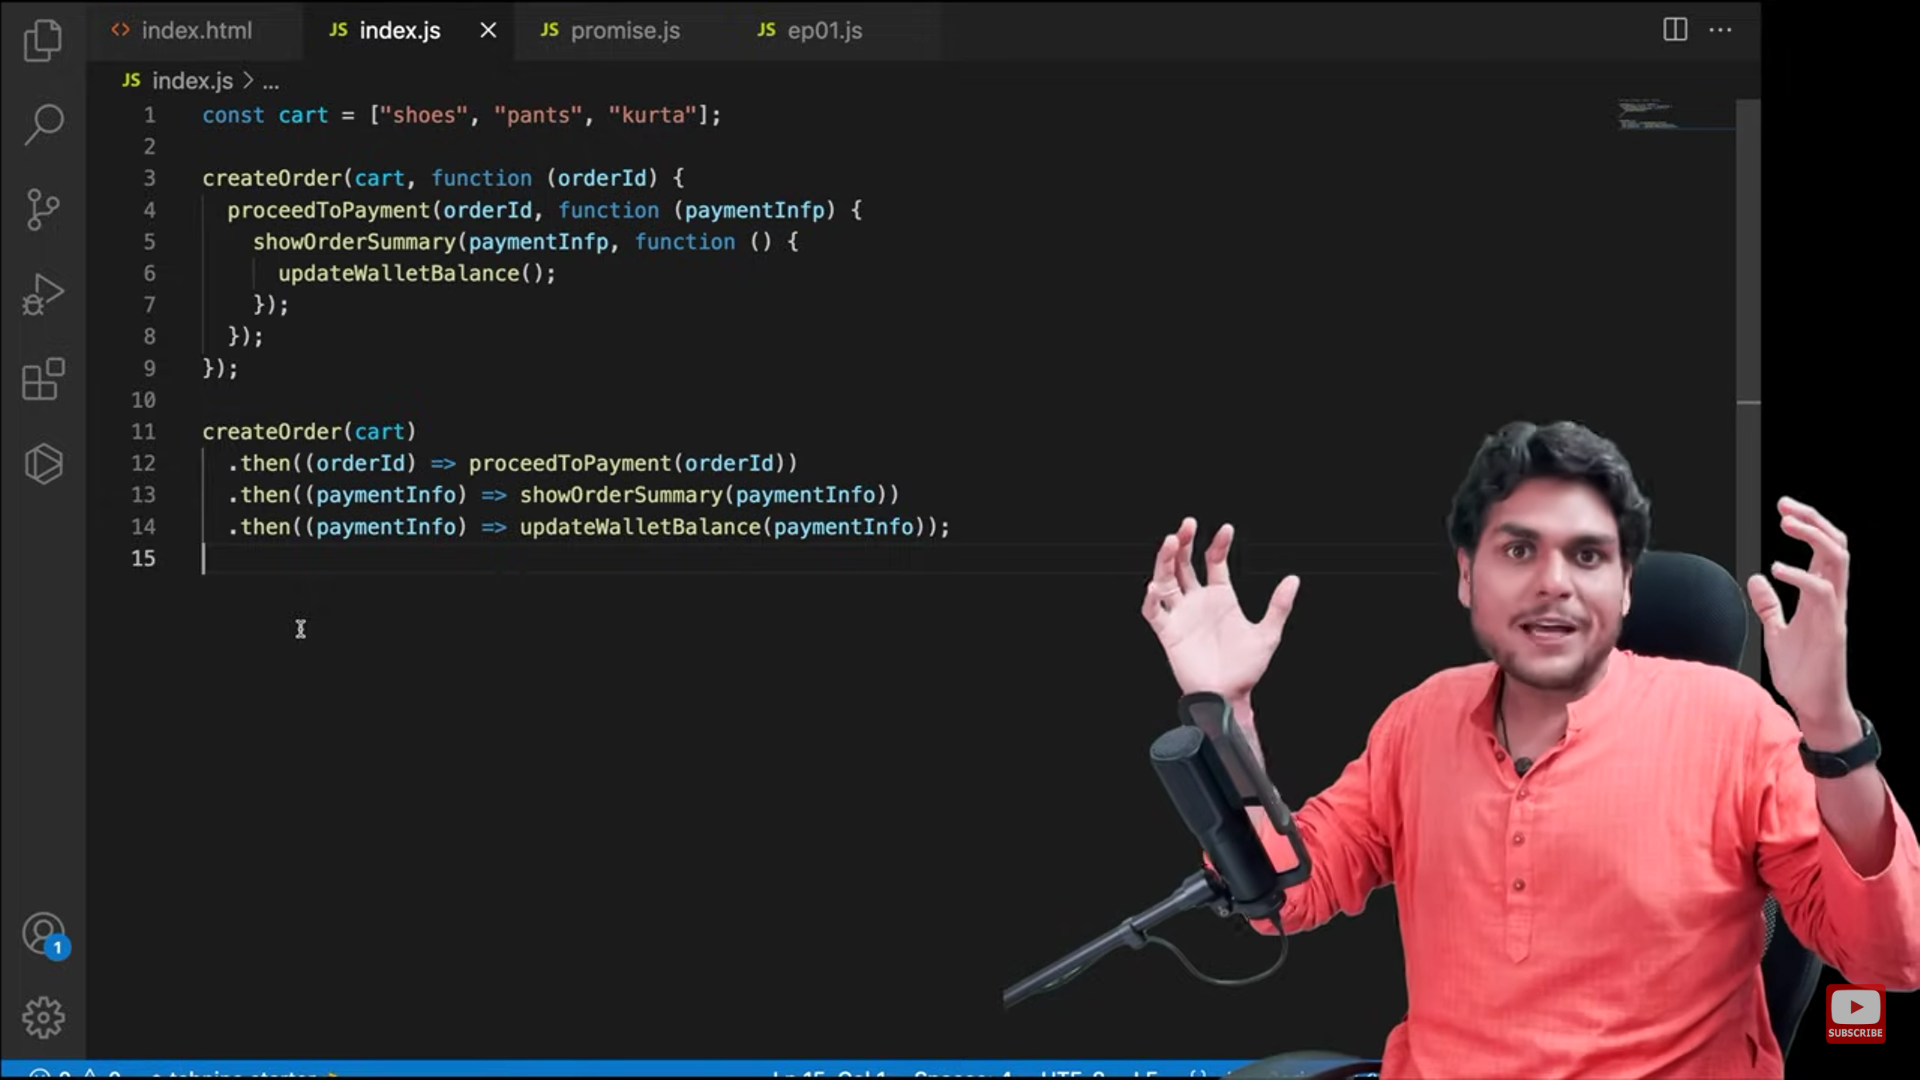 index.html
JS index.js
JS promise.js
JS ep01.js
JS index.js > ...
1 const cart = ["shoes", "pants", "kurta"];
2
3 createOrder(cart, function (orderId) {
4 proceedToPayment(orderId, function (paymentInfp) {
5 showOrderSummary(paymentInfp, function () {
6 updateWalletBalance();
7 });
8 });
9 });
10
11 createOrder(cart)
12 .then((orderId) => proceedToPayment(orderId))
13 .then((paymentInfo) => showOrderSummary(paymentInfo))
14 .then((paymentInfo) => updateWalletBalance(paymentInfo));
15
1
SUBSCRIBE